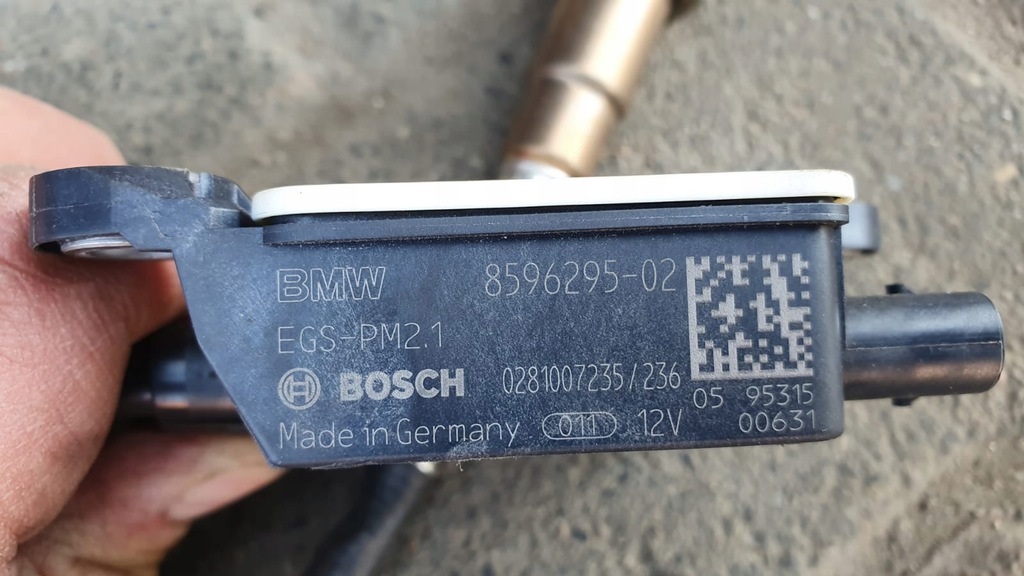 BMW 8596295-02
EGS-PM2.1
BOSCH 0281007235/236
05 95315
Made in Germany 011 12V 00631